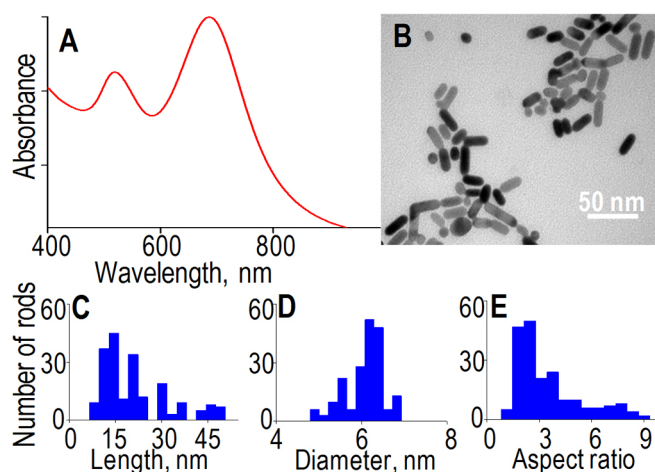 A
Absorbance
400
600
800
Wavelength, nm
B
50 nm
Number of rods
C
60
30
0
0
15
30
45
Length, nm
D
60
30
0
4
6
8
Diameter, nm
E
60
30
0
0
3
6
9
Aspect ratio